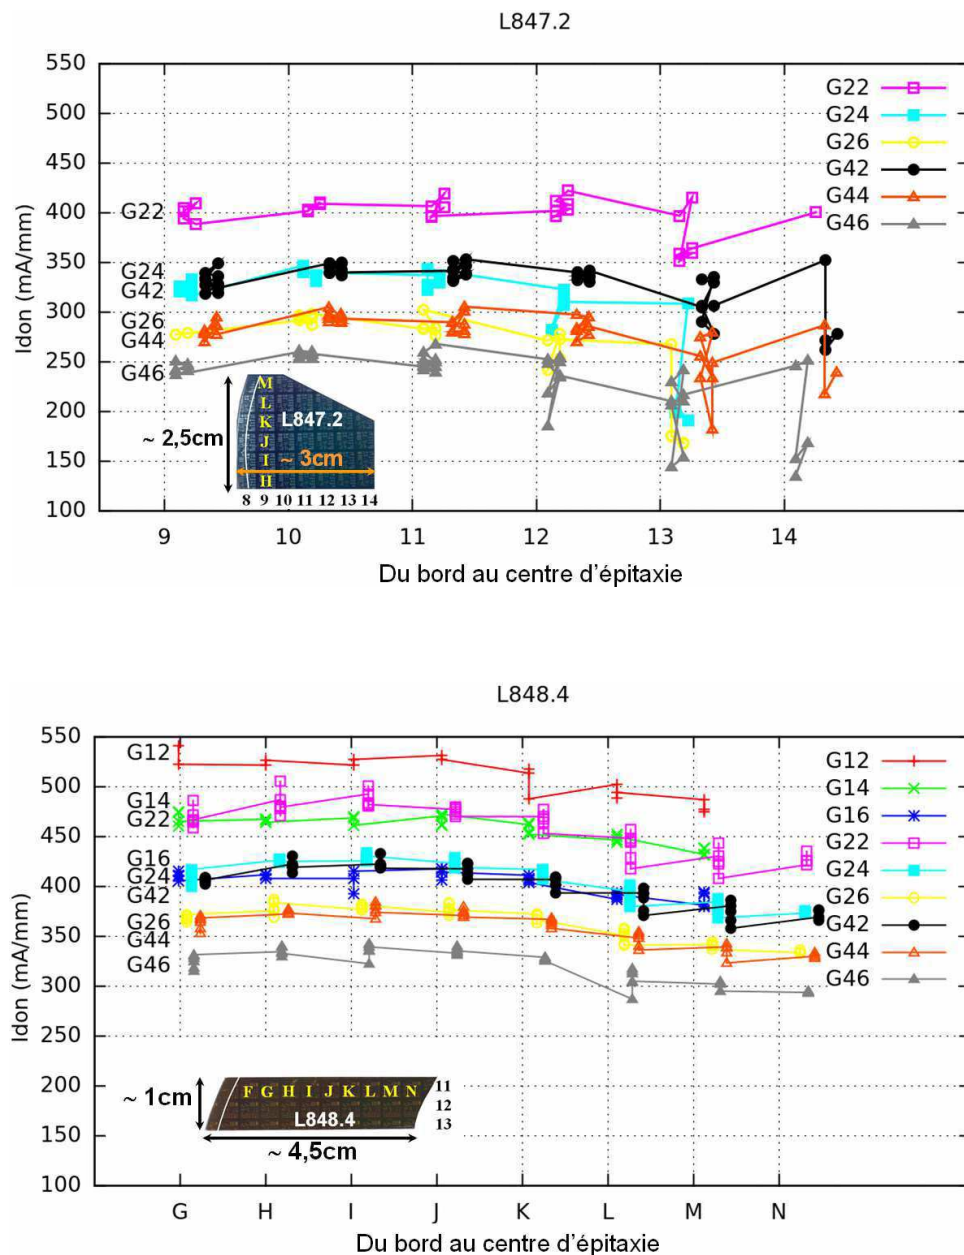 L847.2
550
500
450
400
350
300
250
200
150
100
Idon (mA/mm)
G22
G24
G42
G26
G44
G46
G22
G24
G26
G42
G44
G46
M
L
K
J
I
H
L847.2
~ 2,5cm
~ 3cm
8 9 10 11 12 13 14
9 10 11 12 13 14
Du bord au centre d'épitaxie
L848.4
550
500
450
400
350
300
250
200
150
100
Idon (mA/mm)
G12
G14
G22
G16
G24
G42
G26
G44
G46
G12
G14
G16
G22
G24
G26
G42
G44
G46
F G H I J K L M N
11
12
13
L848.4
~ 1cm
~ 4,5cm
G H I J K L M N
Du bord au centre d'épitaxie